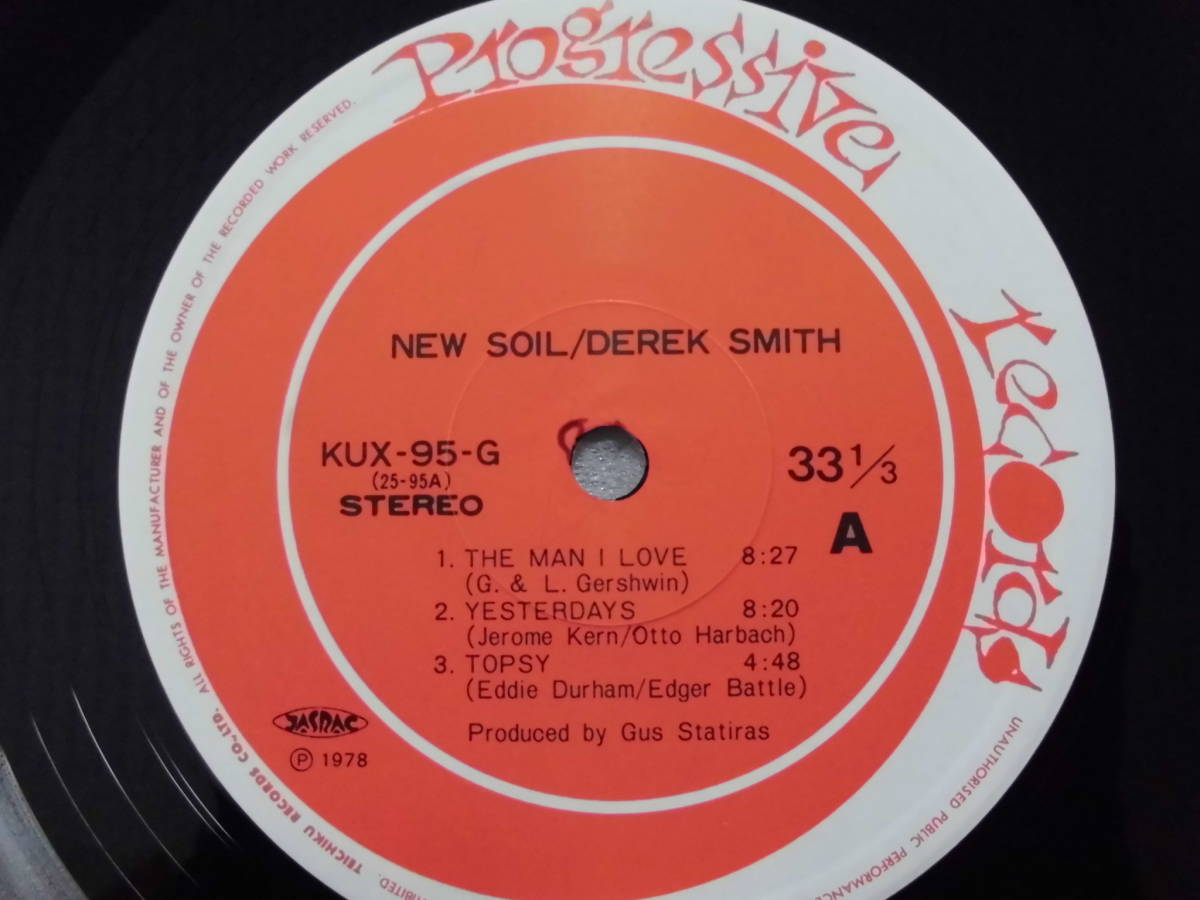 Progressive records
NEW SOIL/DEREK SMITH
KUX-95-G
(25-95A)
STEREO
33 1/3
A
1. THE MAN I LOVE 8:27
(G. & L. Gershwin)
2. YESTERDAYS 8:20
(Jerome Kern/Otto Harbach)
3. TOPSY 4:48
(Eddie Durham/Edger Battle)
Produced by Gus Statiras
JASRAC
℗ 1978
TEICHIKU RECORDS CO., LTD. ALL RIGHTS OF THE MANUFACTURER AND OF THE OWNER OF THE RECORDED WORK RESERVED.
UNAUTHORISED PUBLIC PERFORMANCE